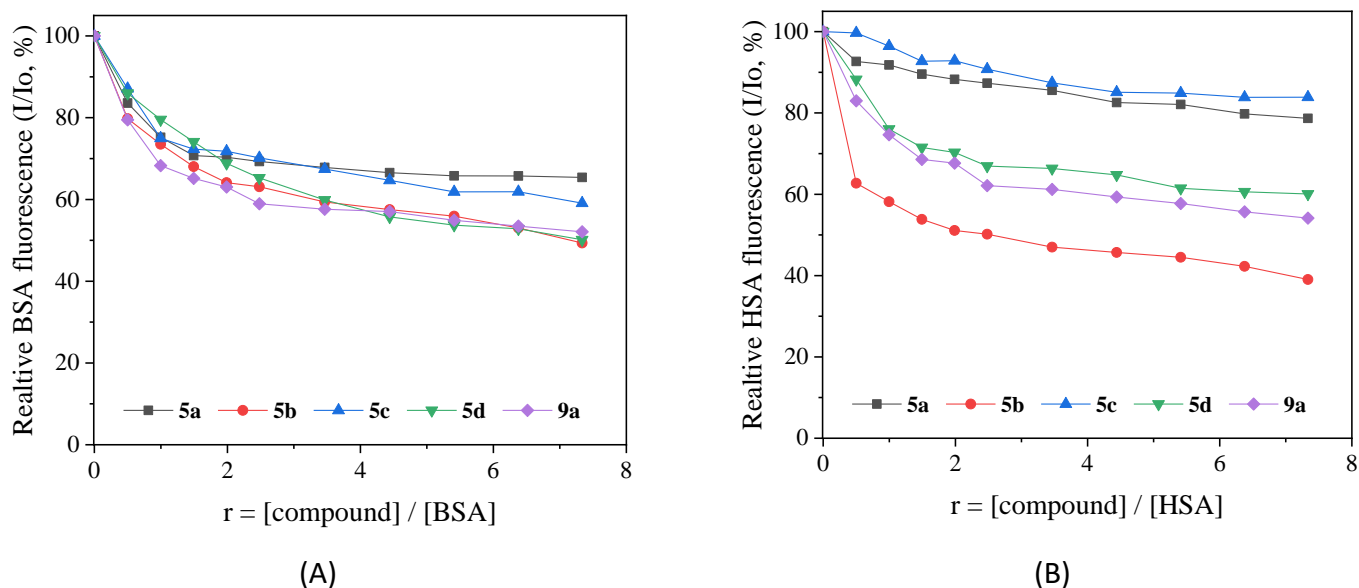 Realtive BSA fluorescence (I/Io, %)
100
80
60
40
20
0
5a 5b 5c 5d 9a
0 2 4 6 8
r = [compound] / [BSA]
(A)
Realtive HSA fluorescence (I/Io, %)
100
80
60
40
20
0
5a 5b 5c 5d 9a
0 2 4 6 8
r = [compound] / [HSA]
(B)